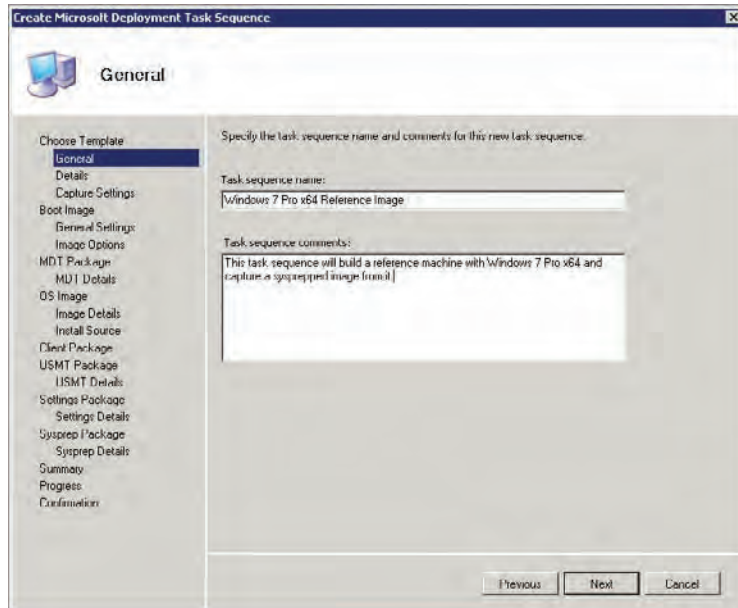 Create Microsoft Deployment Task Sequence
General
Choose Template
General
Details
Capture Settings
Boot Image
General Settings
Image Options
MDT Package
MDT Details
OS Image
Image Details
Install Source
Client Package
USMT Package
USMT Details
Settings Package
Settings Details
Sysprep Package
Sysprep Details
Summary
Progress
Confirmation
Specify the task sequence name and comments for this new task sequence.
Task sequence name:
Windows 7 Pro x64 Reference Image
Task sequence comments:
This task sequence will build a reference machine with Windows 7 Pro x64 and
capture a sysprepped image from it.
Previous
Next
Cancel